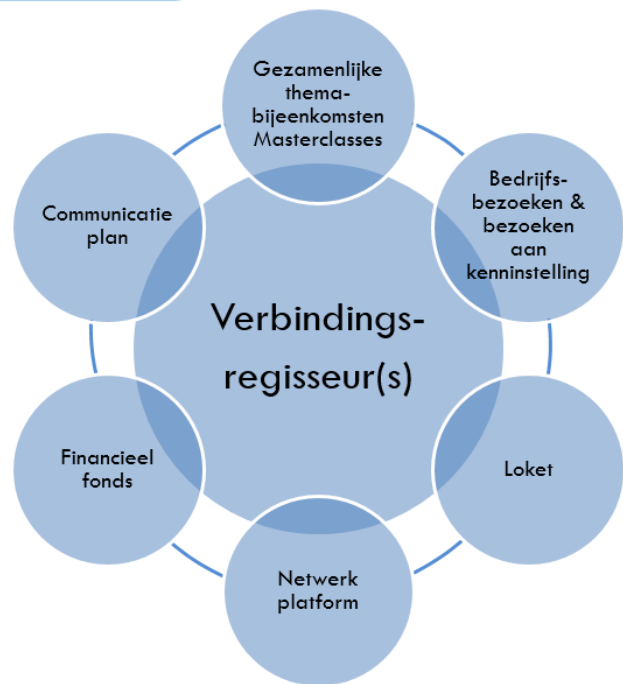 Gezamenlijke
thema-
bijeenkomsten
Masterclasses
Bedrijfs-
bezoeken &
bezoeken
aan
kenninstelling
Communicatie
plan
Verbindings-
regisseur(s)
Financieel
fonds
Loket
Netwerk
platform